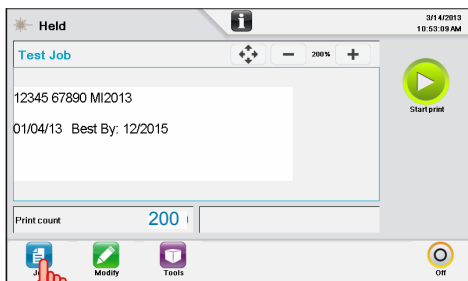 Held
3/14/2013
10:53:09 AM
Test Job
200%
Start print
12345 67890 MI2013
01/04/13 Best By: 12/2015
Print count
200
Modify
Tools
Off